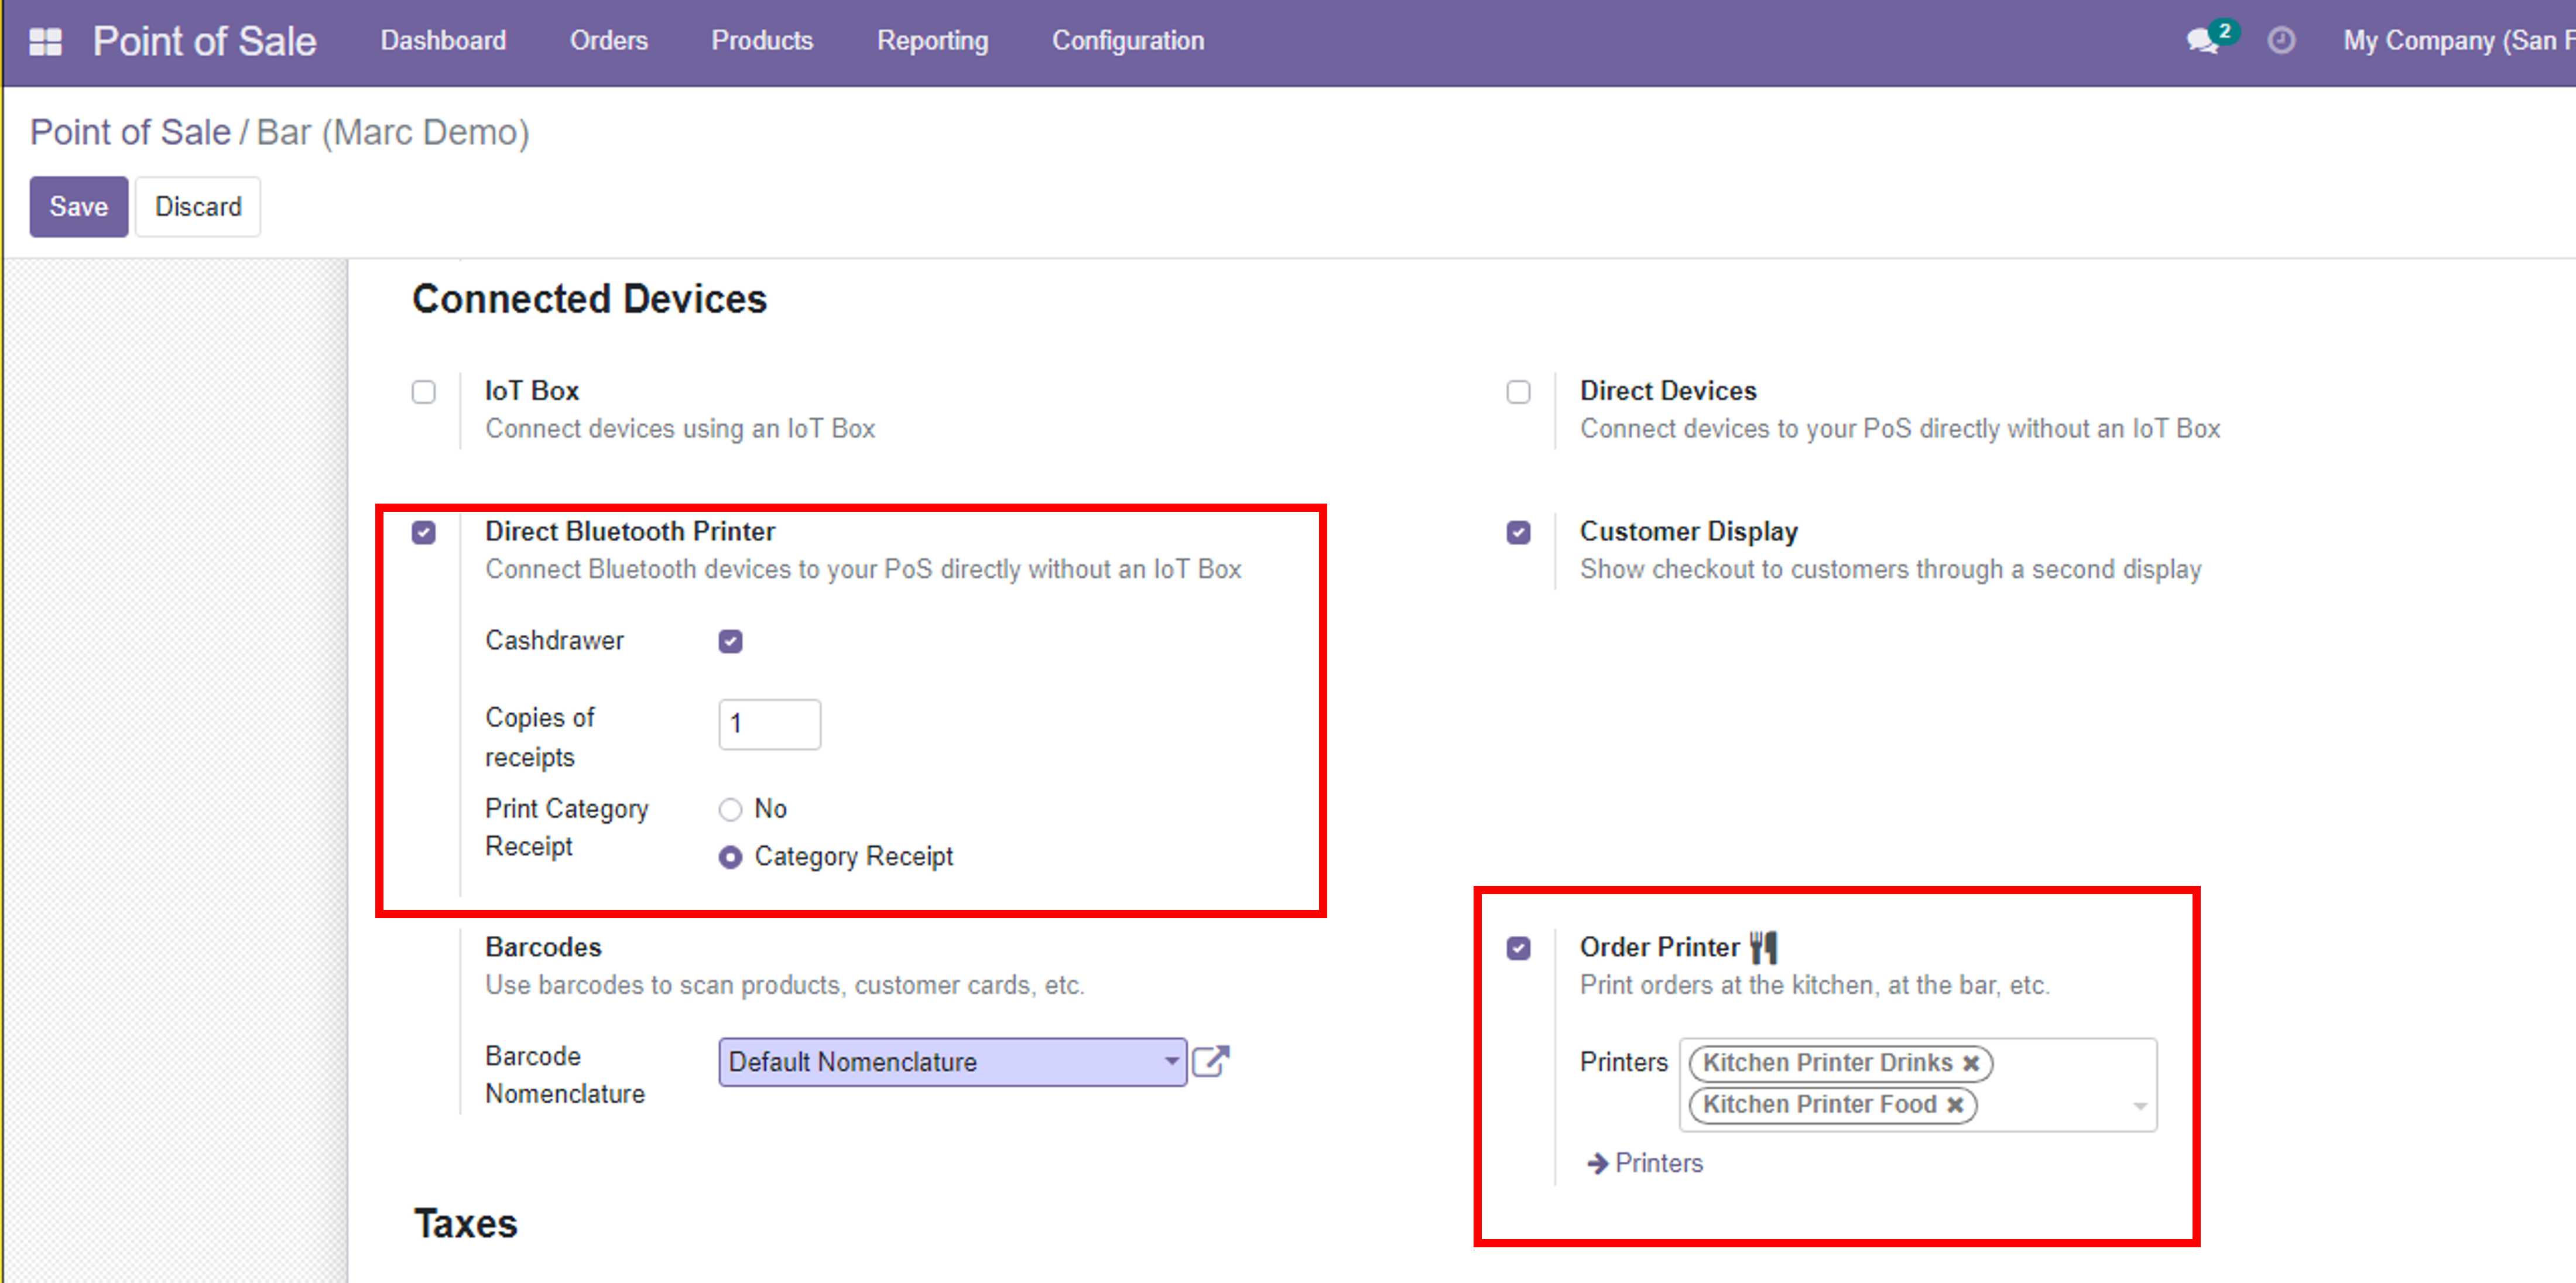 Point of Sale Dashboard Orders Products Reporting Configuration 2 My Company (San F
Point of Sale / Bar (Marc Demo)
Save Discard
Connected Devices
IoT Box
Connect devices using an IoT Box
Direct Devices
Connect devices to your PoS directly without an IoT Box
Direct Bluetooth Printer
Connect Bluetooth devices to your PoS directly without an IoT Box
Cashdrawer
Copies of
receipts
1
Print Category
Receipt
No
Category Receipt
Customer Display
Show checkout to customers through a second display
Barcodes
Use barcodes to scan products, customer cards, etc.
Barcode
Nomenclature
Default Nomenclature
Order Printer
Print orders at the kitchen, at the bar, etc.
Printers
Kitchen Printer Drinks ✖
Kitchen Printer Food ✖
➔ Printers
Taxes